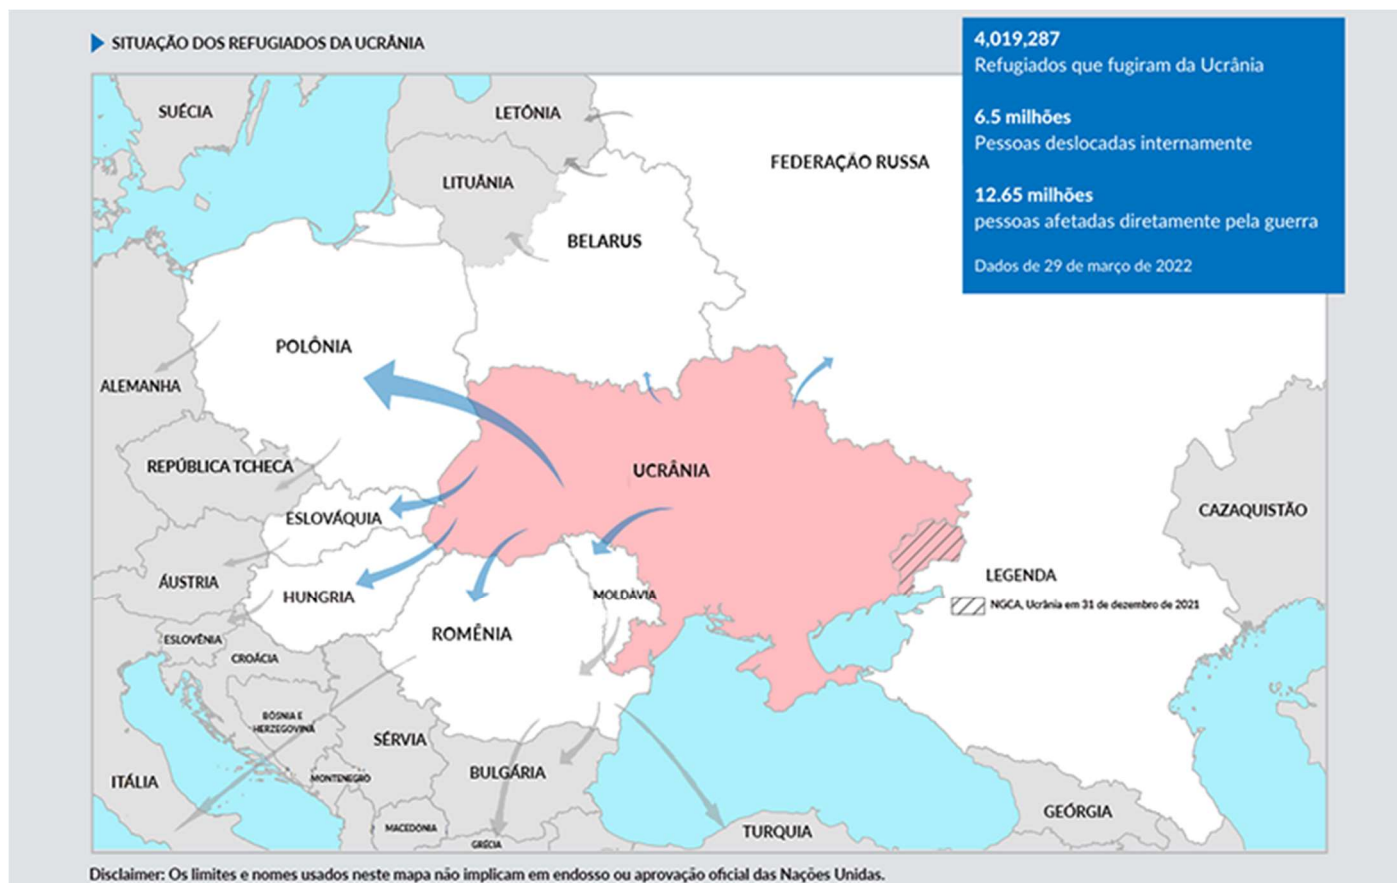 SITUAÇÃO DOS REFUGIADOS DA UCRÂNIA
4,019,287
Refugiados que fugiram da Ucrânia
6.5 milhões
Pessoas deslocadas internamente
12.65 milhões
pessoas afetadas diretamente pela guerra
Dados de 29 de março de 2022
SUÉCIA
LETÔNIA
FEDERAÇÃO RUSSA
LITUÂNIA
BELARUS
POLÔNIA
ALEMANHA
REPÚBLICA TCHECA
UCRÂNIA
ESLOVÁQUIA
CAZAQUISTÃO
ÁUSTRIA
HUNGRIA
MOLDÁVIA
LEGENDA
NGCA, Ucrânia em 31 de dezembro de 2021
ROMÊNIA
ESLOVÊNIA
CROÁCIA
BÓSNIA E
HERZEGOVINA
SÉRVIA
ITÁLIA
MONTENEGRO
BULGÁRIA
GEÓRGIA
MACEDONIA
TURQUIA
GRÉCIA
Disclaimer: Os limites e nomes usados neste mapa não implicam em endosso ou aprovação oficial das Nações Unidas.